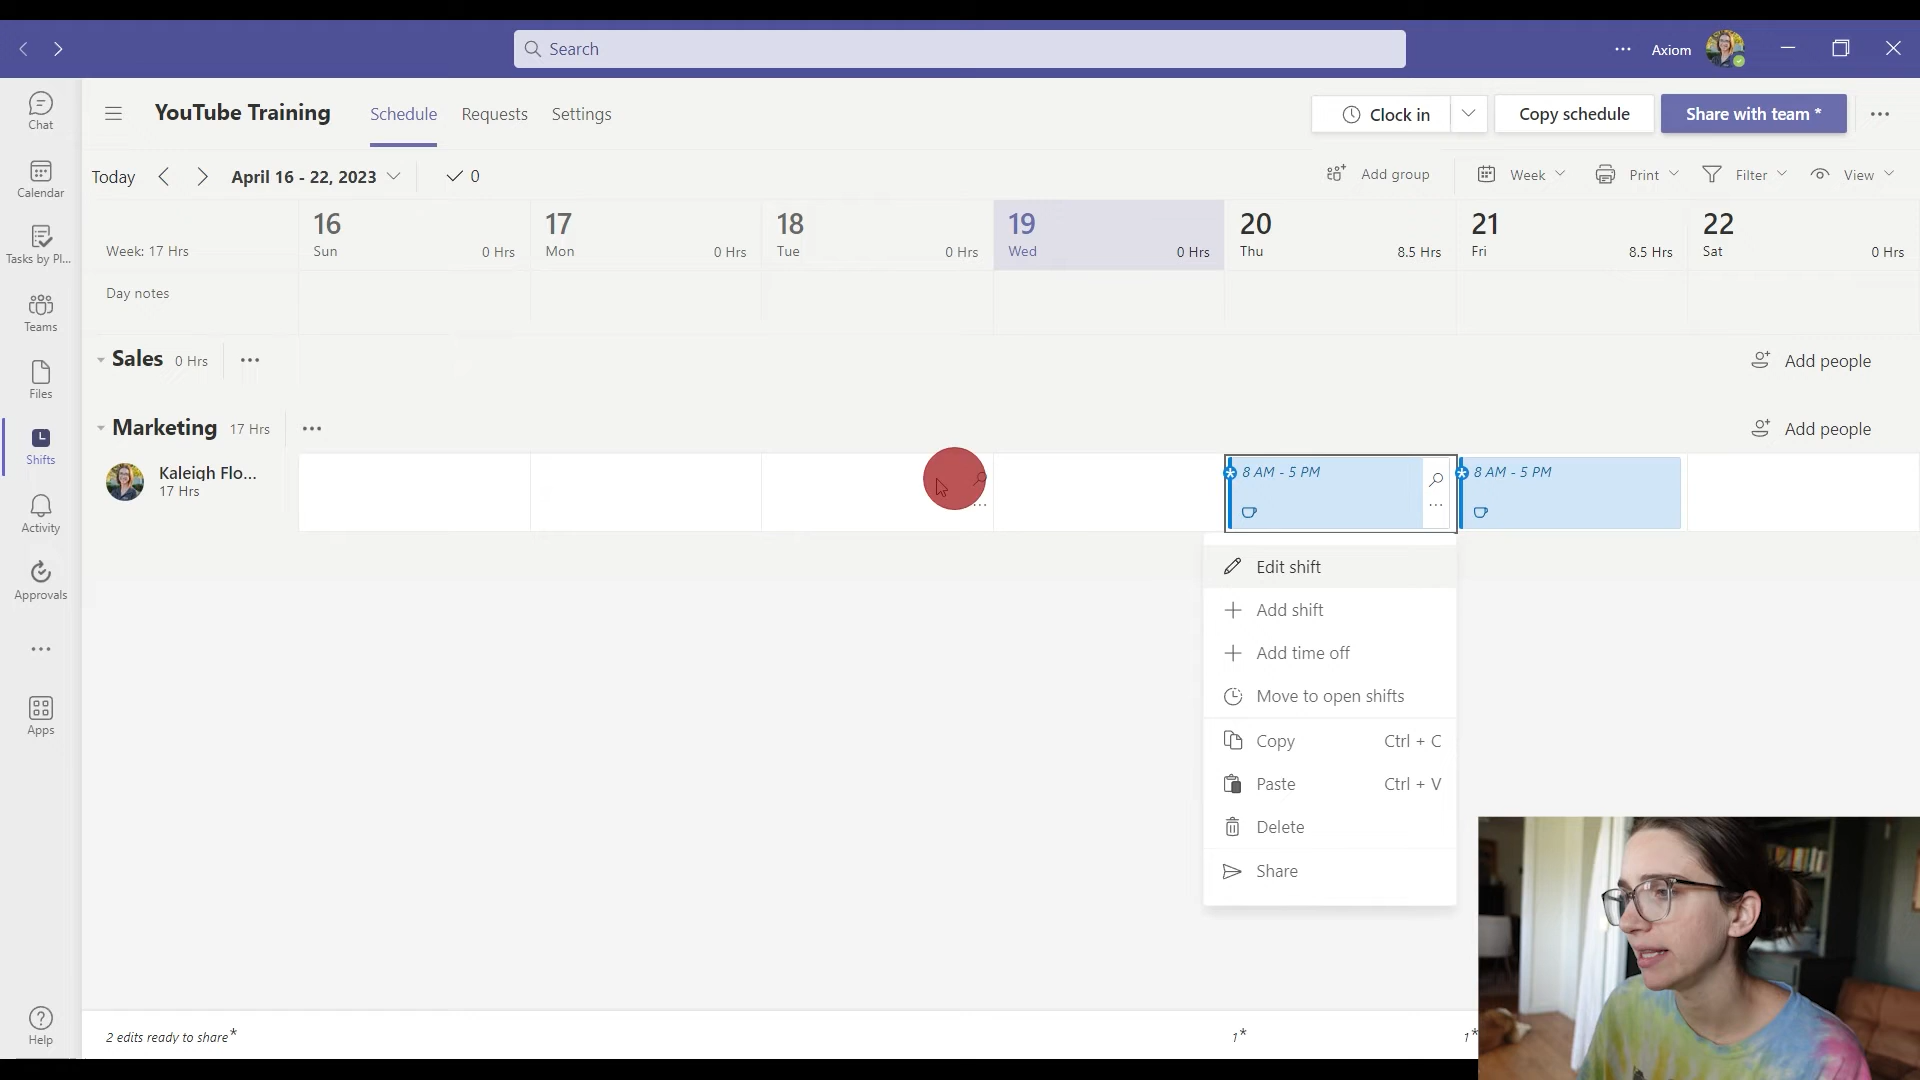 Search
Axiom
Chat
Calendar
Tasks by Pl...
Teams
Files
Shifts
Activity
Approvals
Apps
Help
YouTube Training
Schedule
Requests
Settings
Clock in
Copy schedule
Share with team *
Today
April 16 - 22, 2023
0
Add group
Week
Print
Filter
View
Week: 17 Hrs
16
Sun
0 Hrs
17
Mon
0 Hrs
18
Tue
0 Hrs
19
Wed
0 Hrs
20
Thu
8.5 Hrs
21
Fri
8.5 Hrs
22
Sat
0 Hrs
Day notes
Sales 0 Hrs
Add people
Marketing 17 Hrs
Add people
Kaleigh Flo...
17 Hrs
8 AM - 5 PM
8 AM - 5 PM
Edit shift
Add shift
Add time off
Move to open shifts
Copy Ctrl + C
Paste Ctrl + V
Delete
Share
2 edits ready to share*
1*
1*